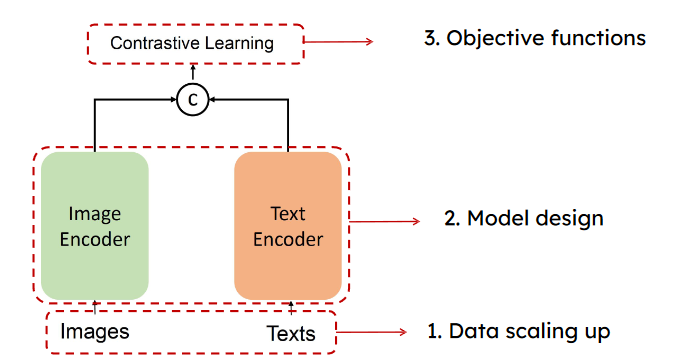 Contrastive Learning
3. Objective functions
C
Image
Encoder
Text
Encoder
2. Model design
Images
Texts
1. Data scaling up